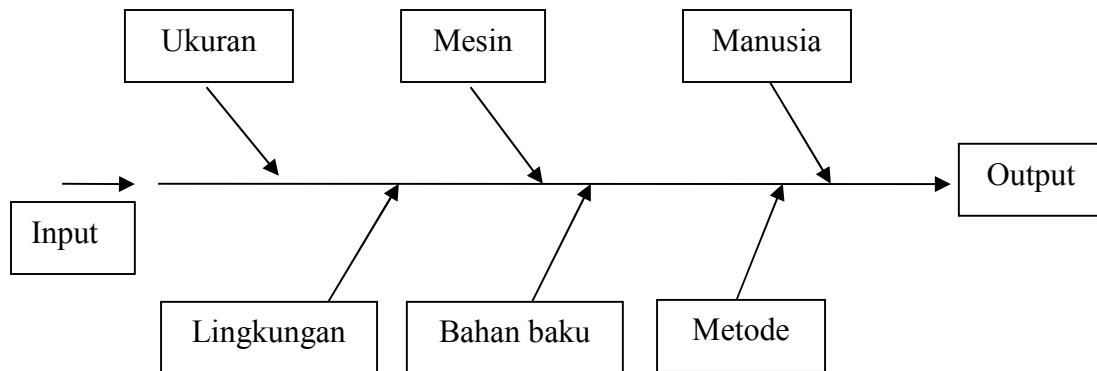 Ukuran
Mesin
Manusia
Output
Input
Lingkungan
Bahan baku
Metode